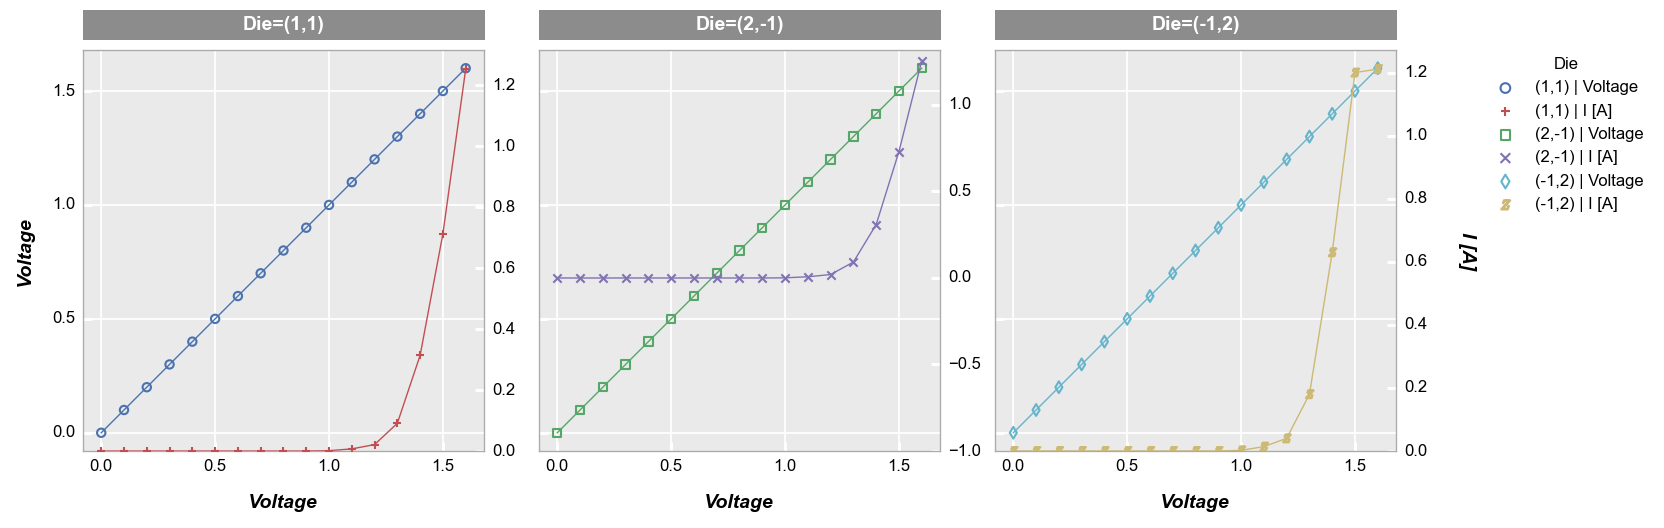 Die=(1,1)
Die=(2,-1)
Die=(-1,2)
Voltage
1.5
1.0
0.5
0.0
0.0
0.5
1.0
1.5
Voltage
1.2
1.0
0.8
0.6
0.4
0.2
0.0
0.0
0.5
1.0
1.5
Voltage
1.0
0.5
0.0
−0.5
−1.0
0.0
0.5
1.0
1.5
Voltage
1.2
1.0
0.8
0.6
0.4
0.2
0.0
I [A]
Die
(1,1) | Voltage
(1,1) | I [A]
(2,-1) | Voltage
(2,-1) | I [A]
(-1,2) | Voltage
(-1,2) | I [A]